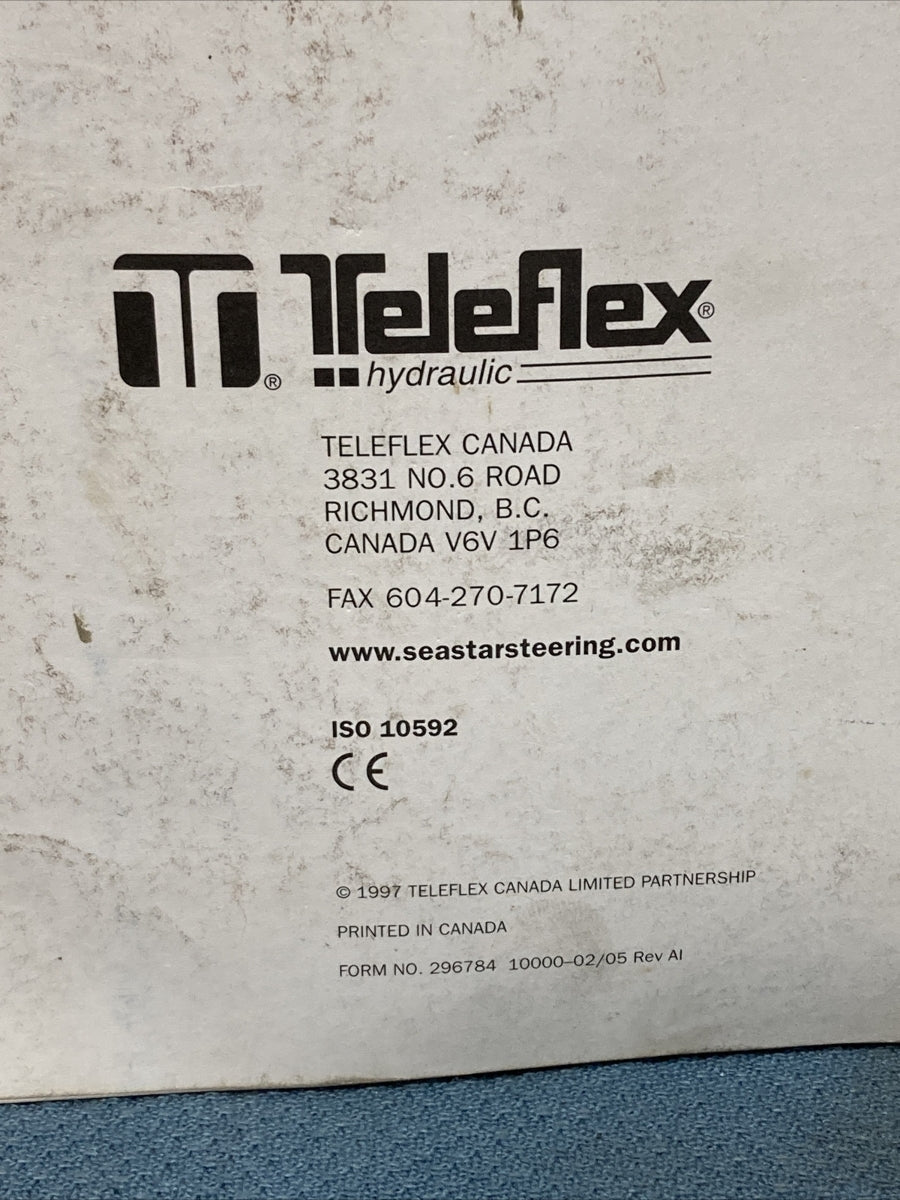 Teleflex®
®
hydraulic
TELEFLEX CANADA
3831 NO.6 ROAD
RICHMOND, B.C.
CANADA V6V 1P6
FAX 604-270-7172
www.seastarsteering.com
ISO 10592
CE
© 1997 TELEFLEX CANADA LIMITED PARTNERSHIP
PRINTED IN CANADA
FORM NO. 296784 10000–02/05 Rev AI